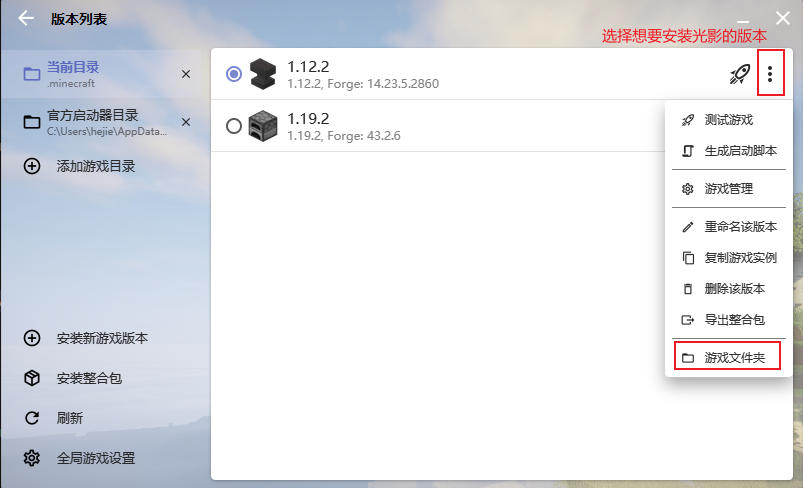 版本列表
选择想要安装光影的版本
当前目录
.minecraft
官方启动器目录
C:\Users\hejie\AppData...
添加游戏目录
安装新游戏版本
安装整合包
刷新
全局游戏设置
1.12.2
1.12.2, Forge: 14.23.5.2860
1.19.2
1.19.2, Forge: 43.2.6
测试游戏
生成启动脚本
游戏管理
重命名该版本
复制游戏实例
删除该版本
导出整合包
游戏文件夹